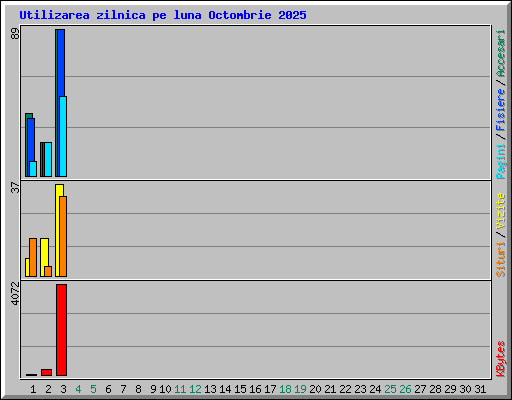 Utilizarea zilnica pe luna Octombrie 2025
89
37
4072
Pagini / Fisiere / Accesari
Situri / Vizite
KBytes
1 2 3 4 5 6 7 8 9 10 11 12 13 14 15 16 17 18 19 20 21 22 23 24 25 26 27 28 29 30 31